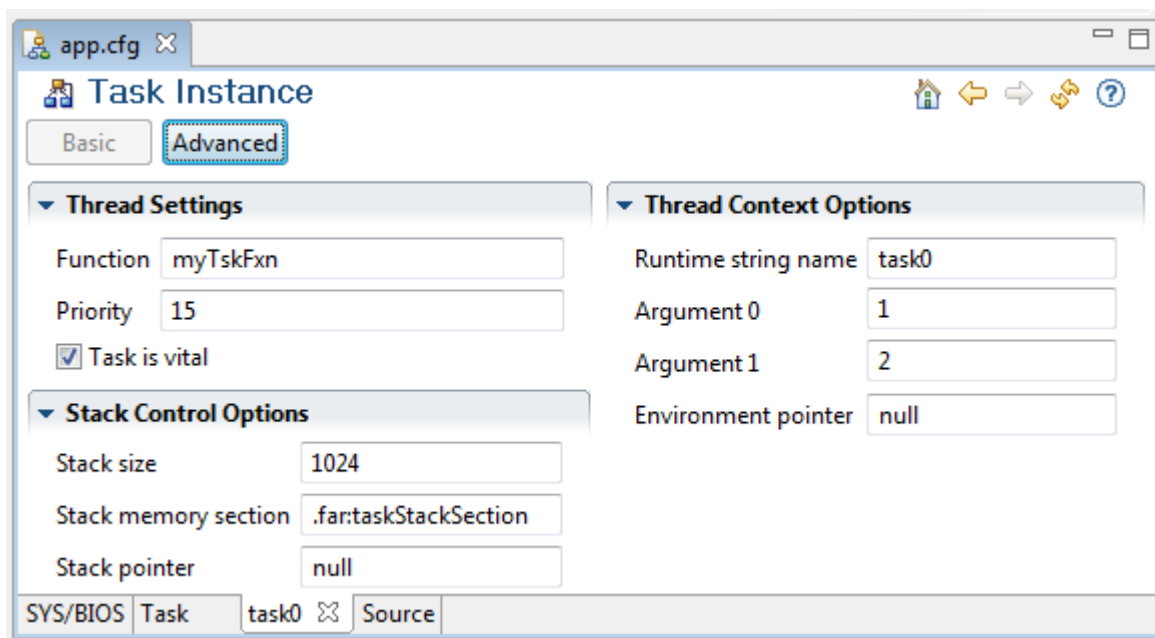 app.cfg
Task Instance
Basic Advanced
Thread Settings
Function myTskFxn
Priority 15
Task is vital
Stack Control Options
Stack size 1024
Stack memory section .far:taskStackSection
Stack pointer null
Thread Context Options
Runtime string name task0
Argument 0 1
Argument 1 2
Environment pointer null
SYS/BIOS Task task0 Source